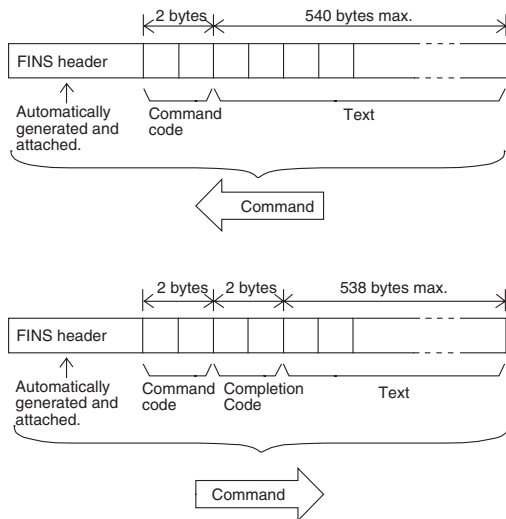 2 bytes
540 bytes max.
FINS header
Automatically
generated and
attached.
Command
code
Text
Command
2 bytes
2 bytes
538 bytes max.
FINS header
Automatically
generated and
attached.
Command
code
Completion
Code
Text
Command